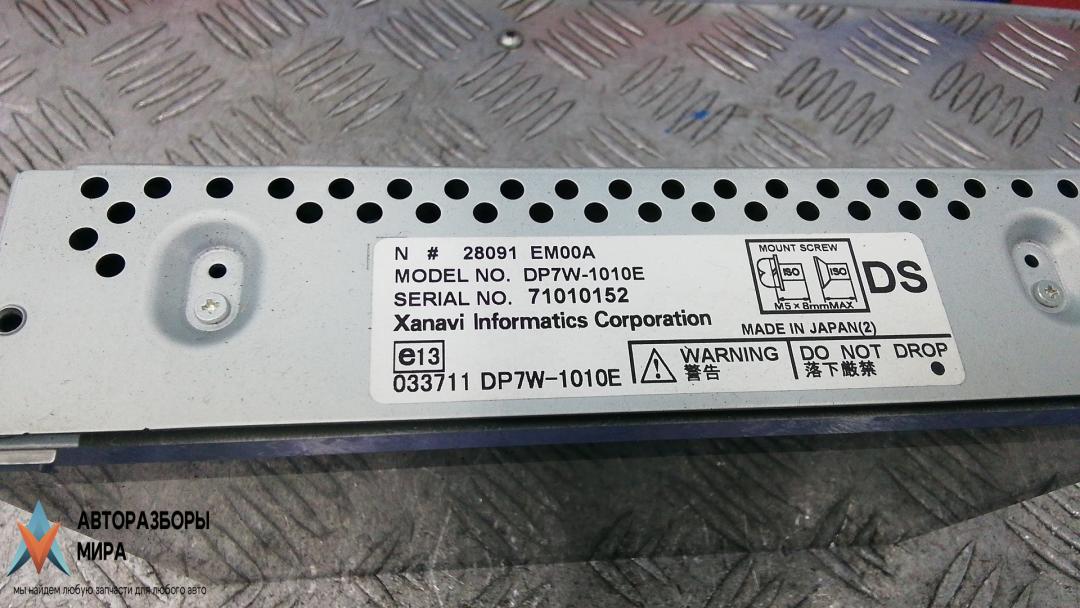 N # 28091 EM00A
MODEL NO. DP7W-1010E
SERIAL NO. 71010152
Xanavi Informatics Corporation
MOUNT SCREW
ISO ISO
M5×8mmMAX
DS
MADE IN JAPAN(2)
e13
033711 DP7W-1010E
WARNING
警告
DO NOT DROP
落下厳禁
АВТОРАЗБОРЫ
МИРА
мы найдем любую запчасти для любого авто